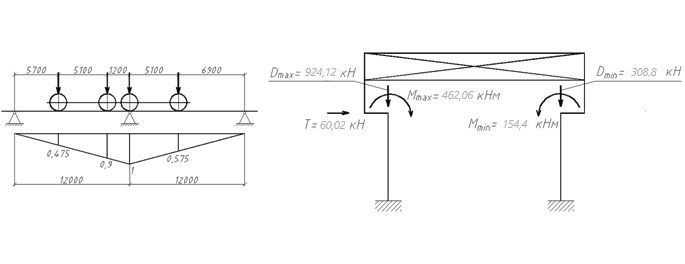 5700 5100 1200 5100 6900
0,475
0,9
1
0,575
12000 12000
Dmax= 924,12 кН
Dmin= 308,8 кН
Mmax= 462,06 кНм
T= 60,02 кН
Mmin= 154,4 кНм